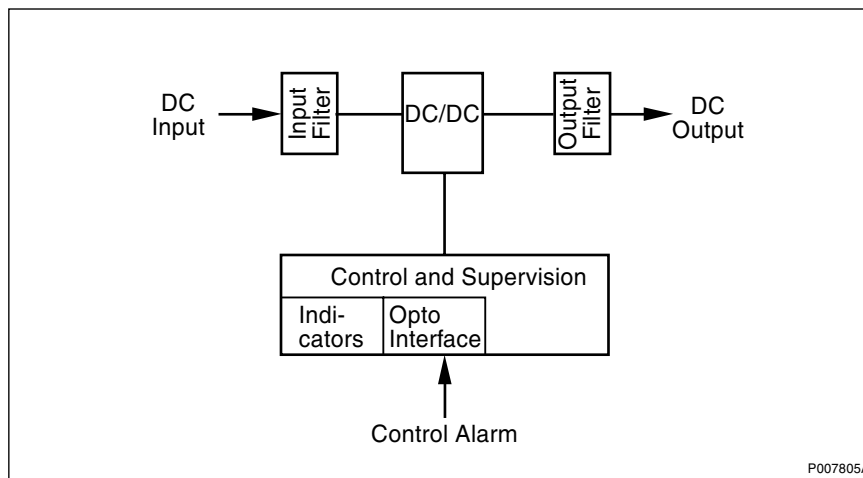 DC
Input
Input
Filter
DC/DC
Output
Filter
DC
Output
Control and Supervision
Indi-
cators
Opto
Interface
Control Alarm
P007805A